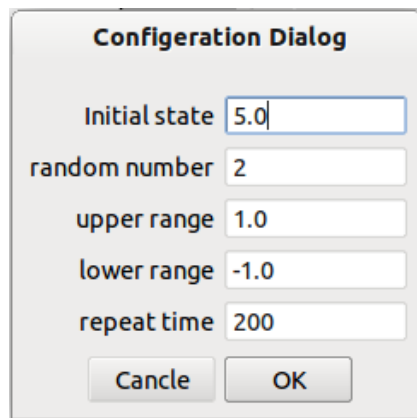 Configeration Dialog
Initial state 5.0
random number 2
upper range 1.0
lower range -1.0
repeat time 200
Cancle OK